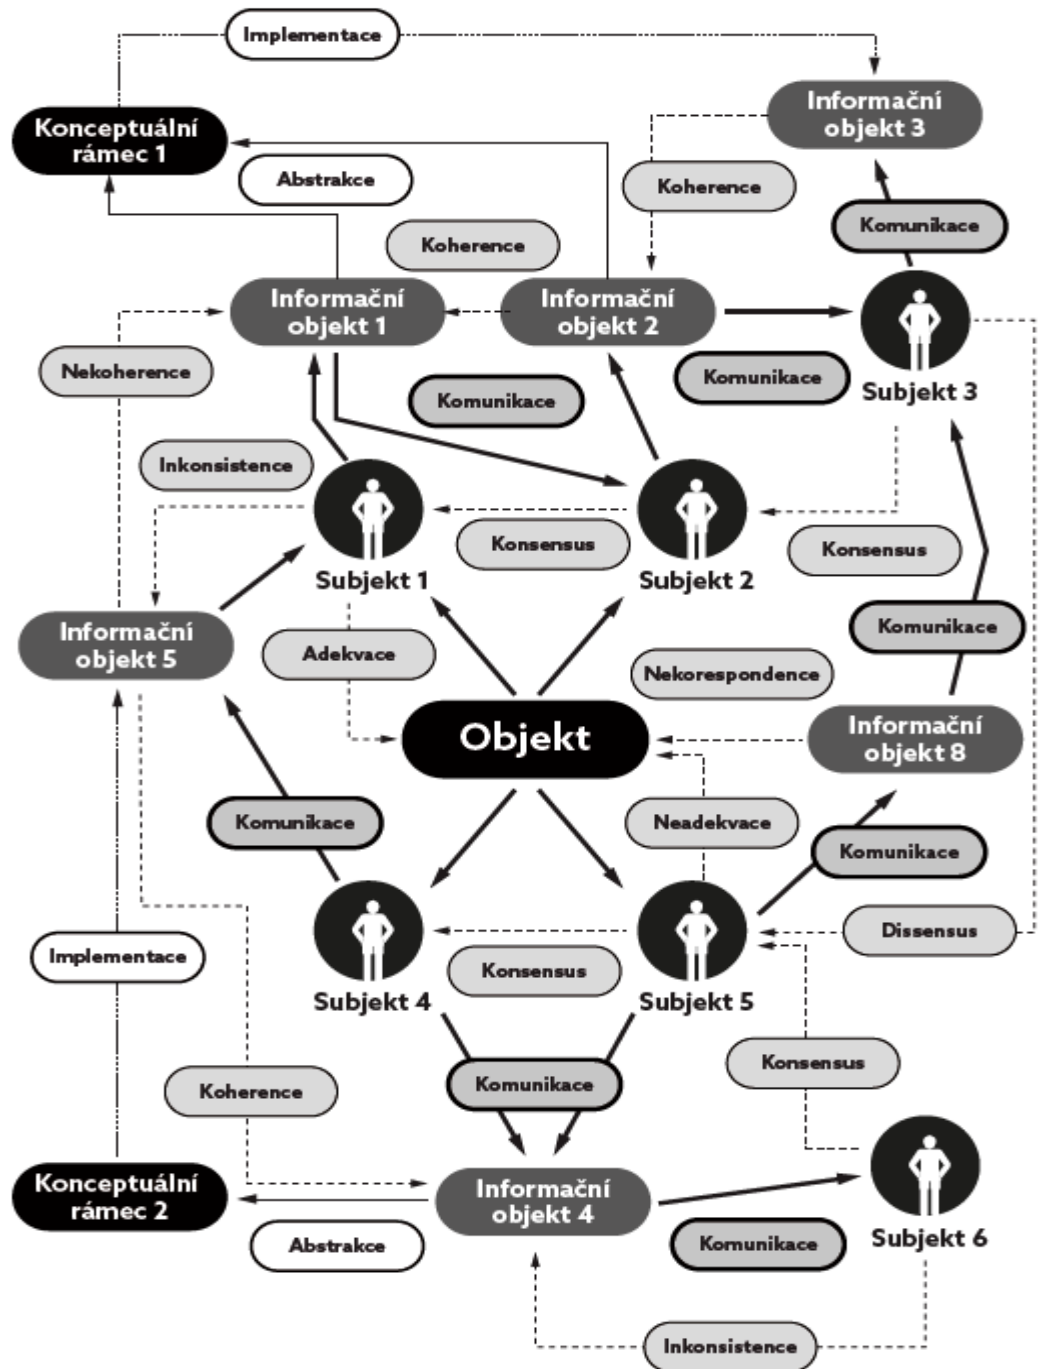 Implementace
Informační
objekt 3
Konceptuální
rámec 1
Abstrakce
Koherence
Komunikace
Koherence
Informační
objekt 1
Informační
objekt 2
Nekoherence
Komunikace
Komunikace
Subjekt 3
Inkonsistence
Konsensus
Konsensus
Subjekt 1
Subjekt 2
Informační
objekt 5
Adekvace
Komunikace
Nekorespondence
Objekt
Informační
objekt 8
Komunikace
Neadekvace
Komunikace
Dissensus
Implementace
Konsensus
Subjekt 4
Subjekt 5
Konsensus
Koherence
Komunikace
Konceptuální
rámec 2
Informační
objekt 4
Abstrakce
Komunikace
Subjekt 6
Inkonsistence